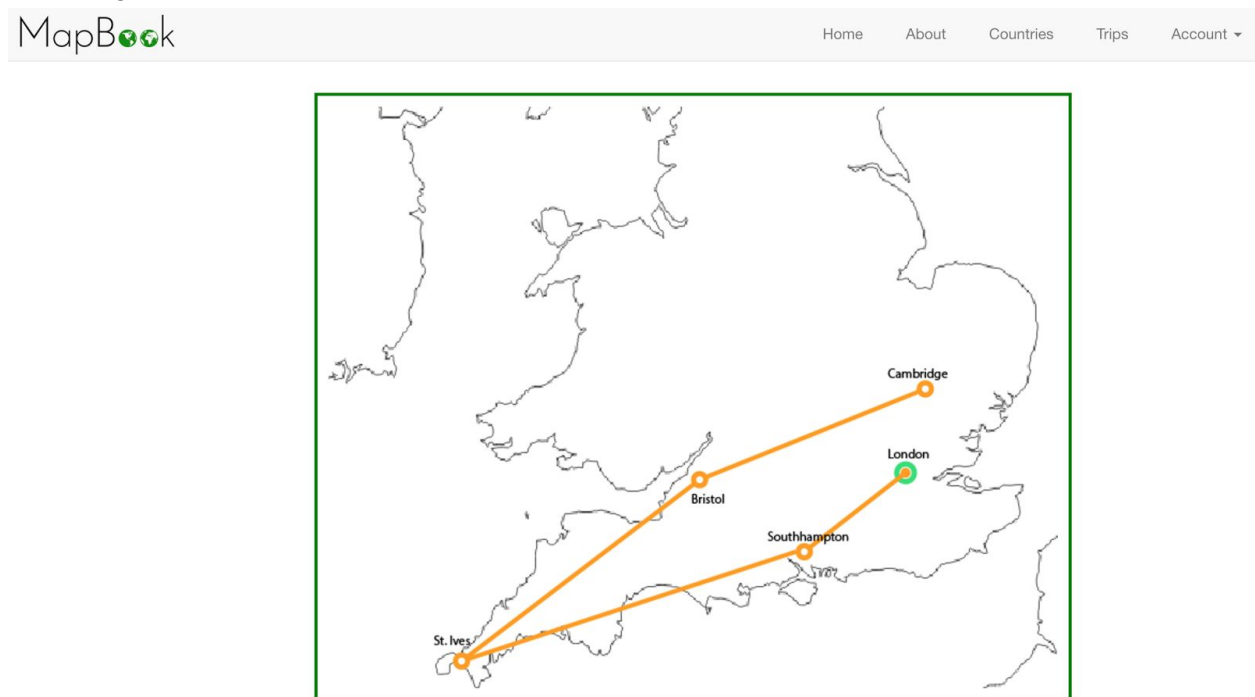 MapBook
Home About Countries Trips Account
Cambridge
London
Bristol
Southhampton
St. Ives